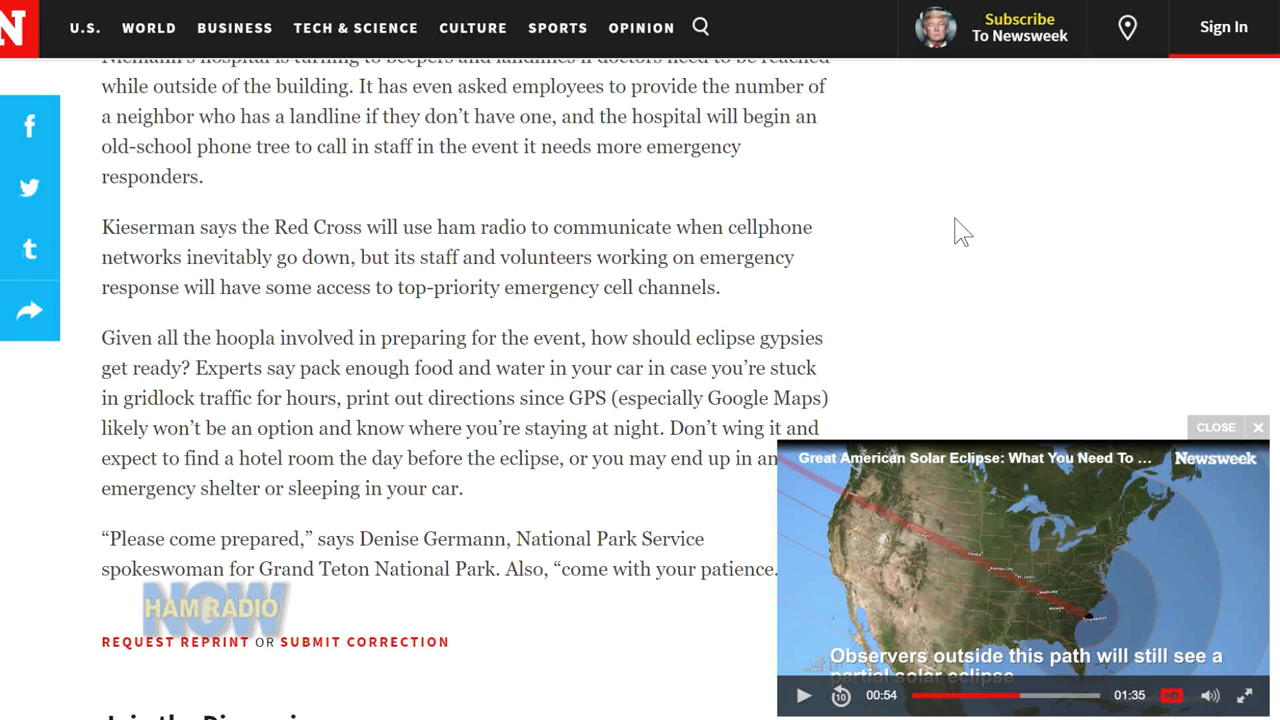 N
U.S. WORLD BUSINESS TECH & SCIENCE CULTURE SPORTS OPINION
Subscribe
To Newsweek
Sign In
Niemann's hospital is turning to beepers and landlines if doctors need to be reached
while outside of the building. It has even asked employees to provide the number of
a neighbor who has a landline if they don’t have one, and the hospital will begin an
old-school phone tree to call in staff in the event it needs more emergency
responders.
Kieserman says the Red Cross will use ham radio to communicate when cellphone
networks inevitably go down, but its staff and volunteers working on emergency
response will have some access to top-priority emergency cell channels.
Given all the hoopla involved in preparing for the event, how should eclipse gypsies
get ready? Experts say pack enough food and water in your car in case you’re stuck
in gridlock traffic for hours, print out directions since GPS (especially Google Maps)
likely won’t be an option and know where you’re staying at night. Don’t wing it and
expect to find a hotel room the day before the eclipse, or you may end up in an
emergency shelter or sleeping in your car.
“Please come prepared,” says Denise Germann, National Park Service
spokeswoman for Grand Teton National Park. Also, “come with your patience.
HAM RADIO
NOW
REQUEST REPRINT OR SUBMIT CORRECTION
CLOSE
Great American Solar Eclipse: What You Need To ...
Newsweek
Observers outside this path will still see a
partial solar eclipse
10
00:54
01:35
HD